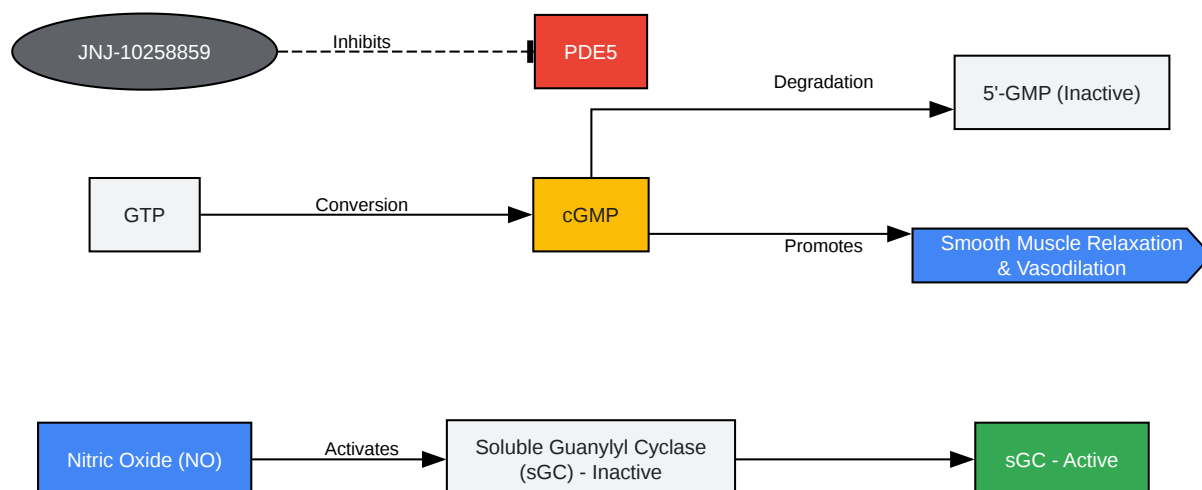 JNJ-10258859
Inhibits
PDE5
Degradation
5'-GMP (Inactive)
GTP
Conversion
cGMP
Promotes
Smooth Muscle Relaxation
& Vasodilation
Nitric Oxide (NO)
Activates
Soluble Guanylyl Cyclase
(sGC) - Inactive
sGC - Active